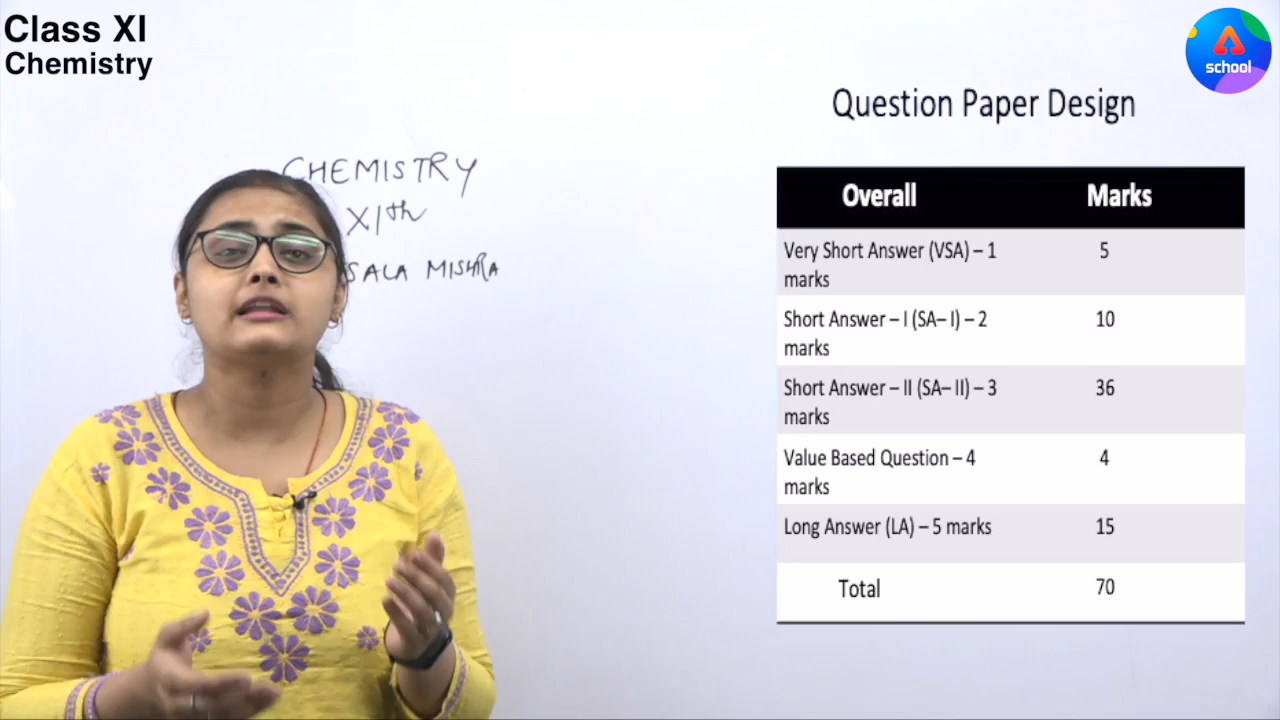 Class XI
Chemistry
school
CHEMISTRY
XIth
SALA MISHRA
Question Paper Design
Overall Marks
Very Short Answer (VSA) – 1 5
marks
Short Answer – I (SA– I) – 2 10
marks
Short Answer – II (SA– II) – 3 36
marks
Value Based Question – 4 4
marks
Long Answer (LA) – 5 marks 15
Total 70